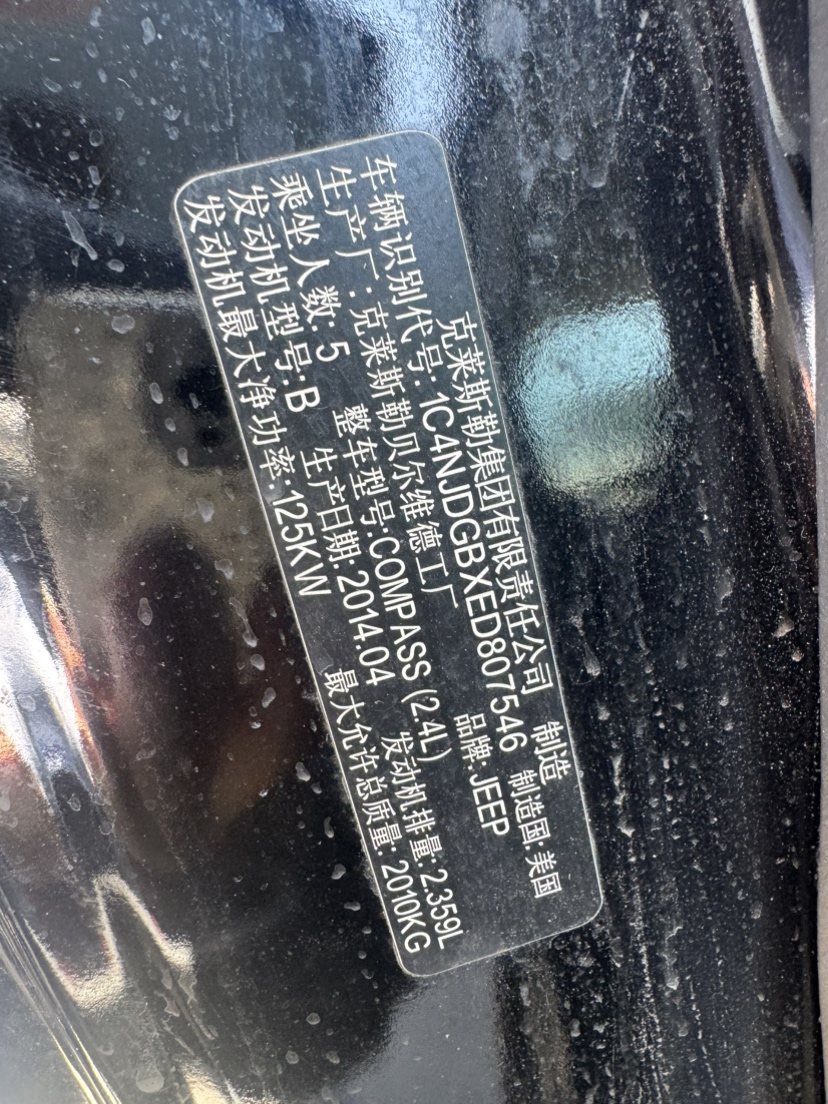 克莱斯勒集团有限责任公司 制造
车辆识别代号: 1C4NJDGBXED807546 制造国: 美国
生产厂: 克莱斯勒贝尔维德工厂 品牌: JEEP
乘坐人数: 5 整车型号:COMPASS (2.4L) 发动机排量: 2.359L
发动机型号:B 生产日期: 2014.04 最大允许总质量: 2010KG
发动机最大净功率:125KW